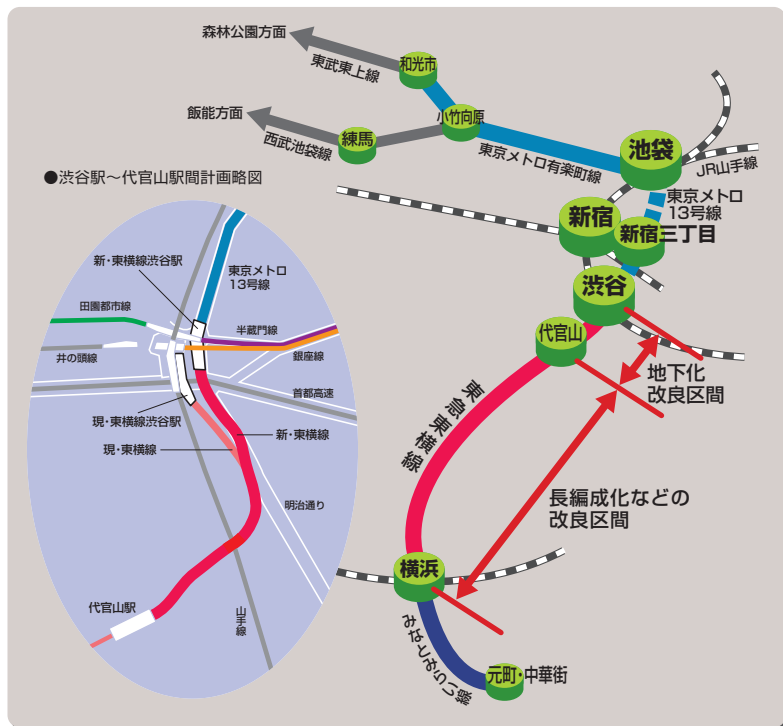 森林公園方面
東武東上線
和光市
飯能方面
西武池袋線
練馬
小竹向原
東京メトロ有楽町線
池袋
JR山手線
東京メトロ
13号線
新宿
新宿三丁目
渋谷
代官山
地下化
改良区間
東急東横線
長編成化などの
改良区間
横浜
みなとみらい線
元町・中華街
●渋谷駅～代官山駅間計画略図
新・東横線渋谷駅
東京メトロ
13号線
田園都市線
半蔵門線
井の頭線
銀座線
首都高速
現・東横線渋谷駅
新・東横線
現・東横線
明治通り
代官山駅
山手線